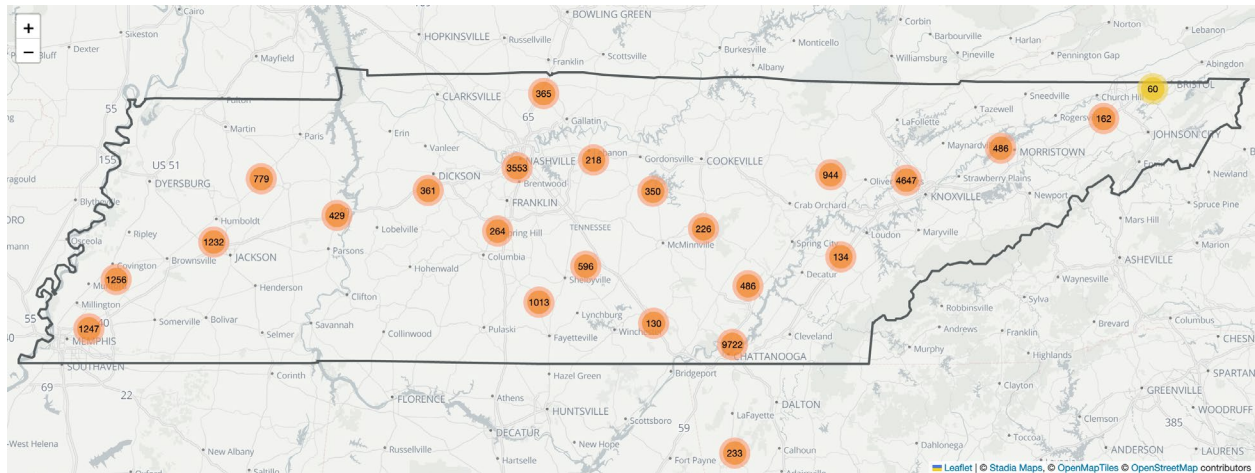 Cairo
BOWLING GREEN
Norton
Lebanon
+
Sikeston
HOPKINSVILLE
Russellville
Corbin
Barbourville
Harlan
−
Dexter
Bluff
Mayfield
Scottsville
Burkesville
Monticello
Williamsburg
Pineville
Pennington Gap
Franklin
Albany
Abingdon
365
60
BRISTOL
CLARKSVILLE
Fulton
Sneedville
Church Hill
55
65
Gallatin
Tazewell
162
Rogers
LaFollette
Martin
Paris
Erin
JOHNSON CITY
Vanleer
Maynard
486
MORRISTOWN
155
US 51
3553
NASHVILLE
218
anon
Gordonsville
COOKEVILLE
DYERSBURG
779
DICKSON
944
Olive
4647
Strawberry Plains
Newland
361
Brentwood
350
KNOXVILLE
Newport
Blytheville
FRANKLIN
Crab Orchard
Spruce Pine
429
Humboldt
Lobelville
264
ring Hill
TENNESSEE
226
Loudon
Maryville
Mars Hill
Osceola
Ripley
1232
McMinnville
Spring City
Marion
Parsons
Columbia
134
JACKSON
Brownsville
ASHEVILLE
Covington
Hohenwald
596
Decatur
1256
Shelbyville
486
Waynesville
Henderson
Clifton
Millington
1013
Robbinsville
Sylva
55
1247
40
Somerville
Bolivar
Savannah
Lynchburg
130
Brevard
Columbus
Selmer
Collinwood
Pulaski
Winch
Andrews
Franklin
MEMPHIS
Fayetteville
9722
Cleveland
Murphy
Highlands
CHATTANOOGA
SOUTHAVEN
Corinth
Hazel Green
Bridgeport
69
22
FLORENCE
Athens
HUNTSVILLE
DALTON
Clayton
GREENVILLE
SPARTAN
Scottsboro
59
LaFayette
WOODRUFF
Clemson
385
DECATUR
New Hope
Toccoa
West Helena
New Albany
Russellville
Hartselle
Fort Payne
233
Calhoun
Dahlonega
ANDERSON
LAURENS
Leaflet | © Stadia Maps, © OpenMapTiles © OpenStreetMap contributors